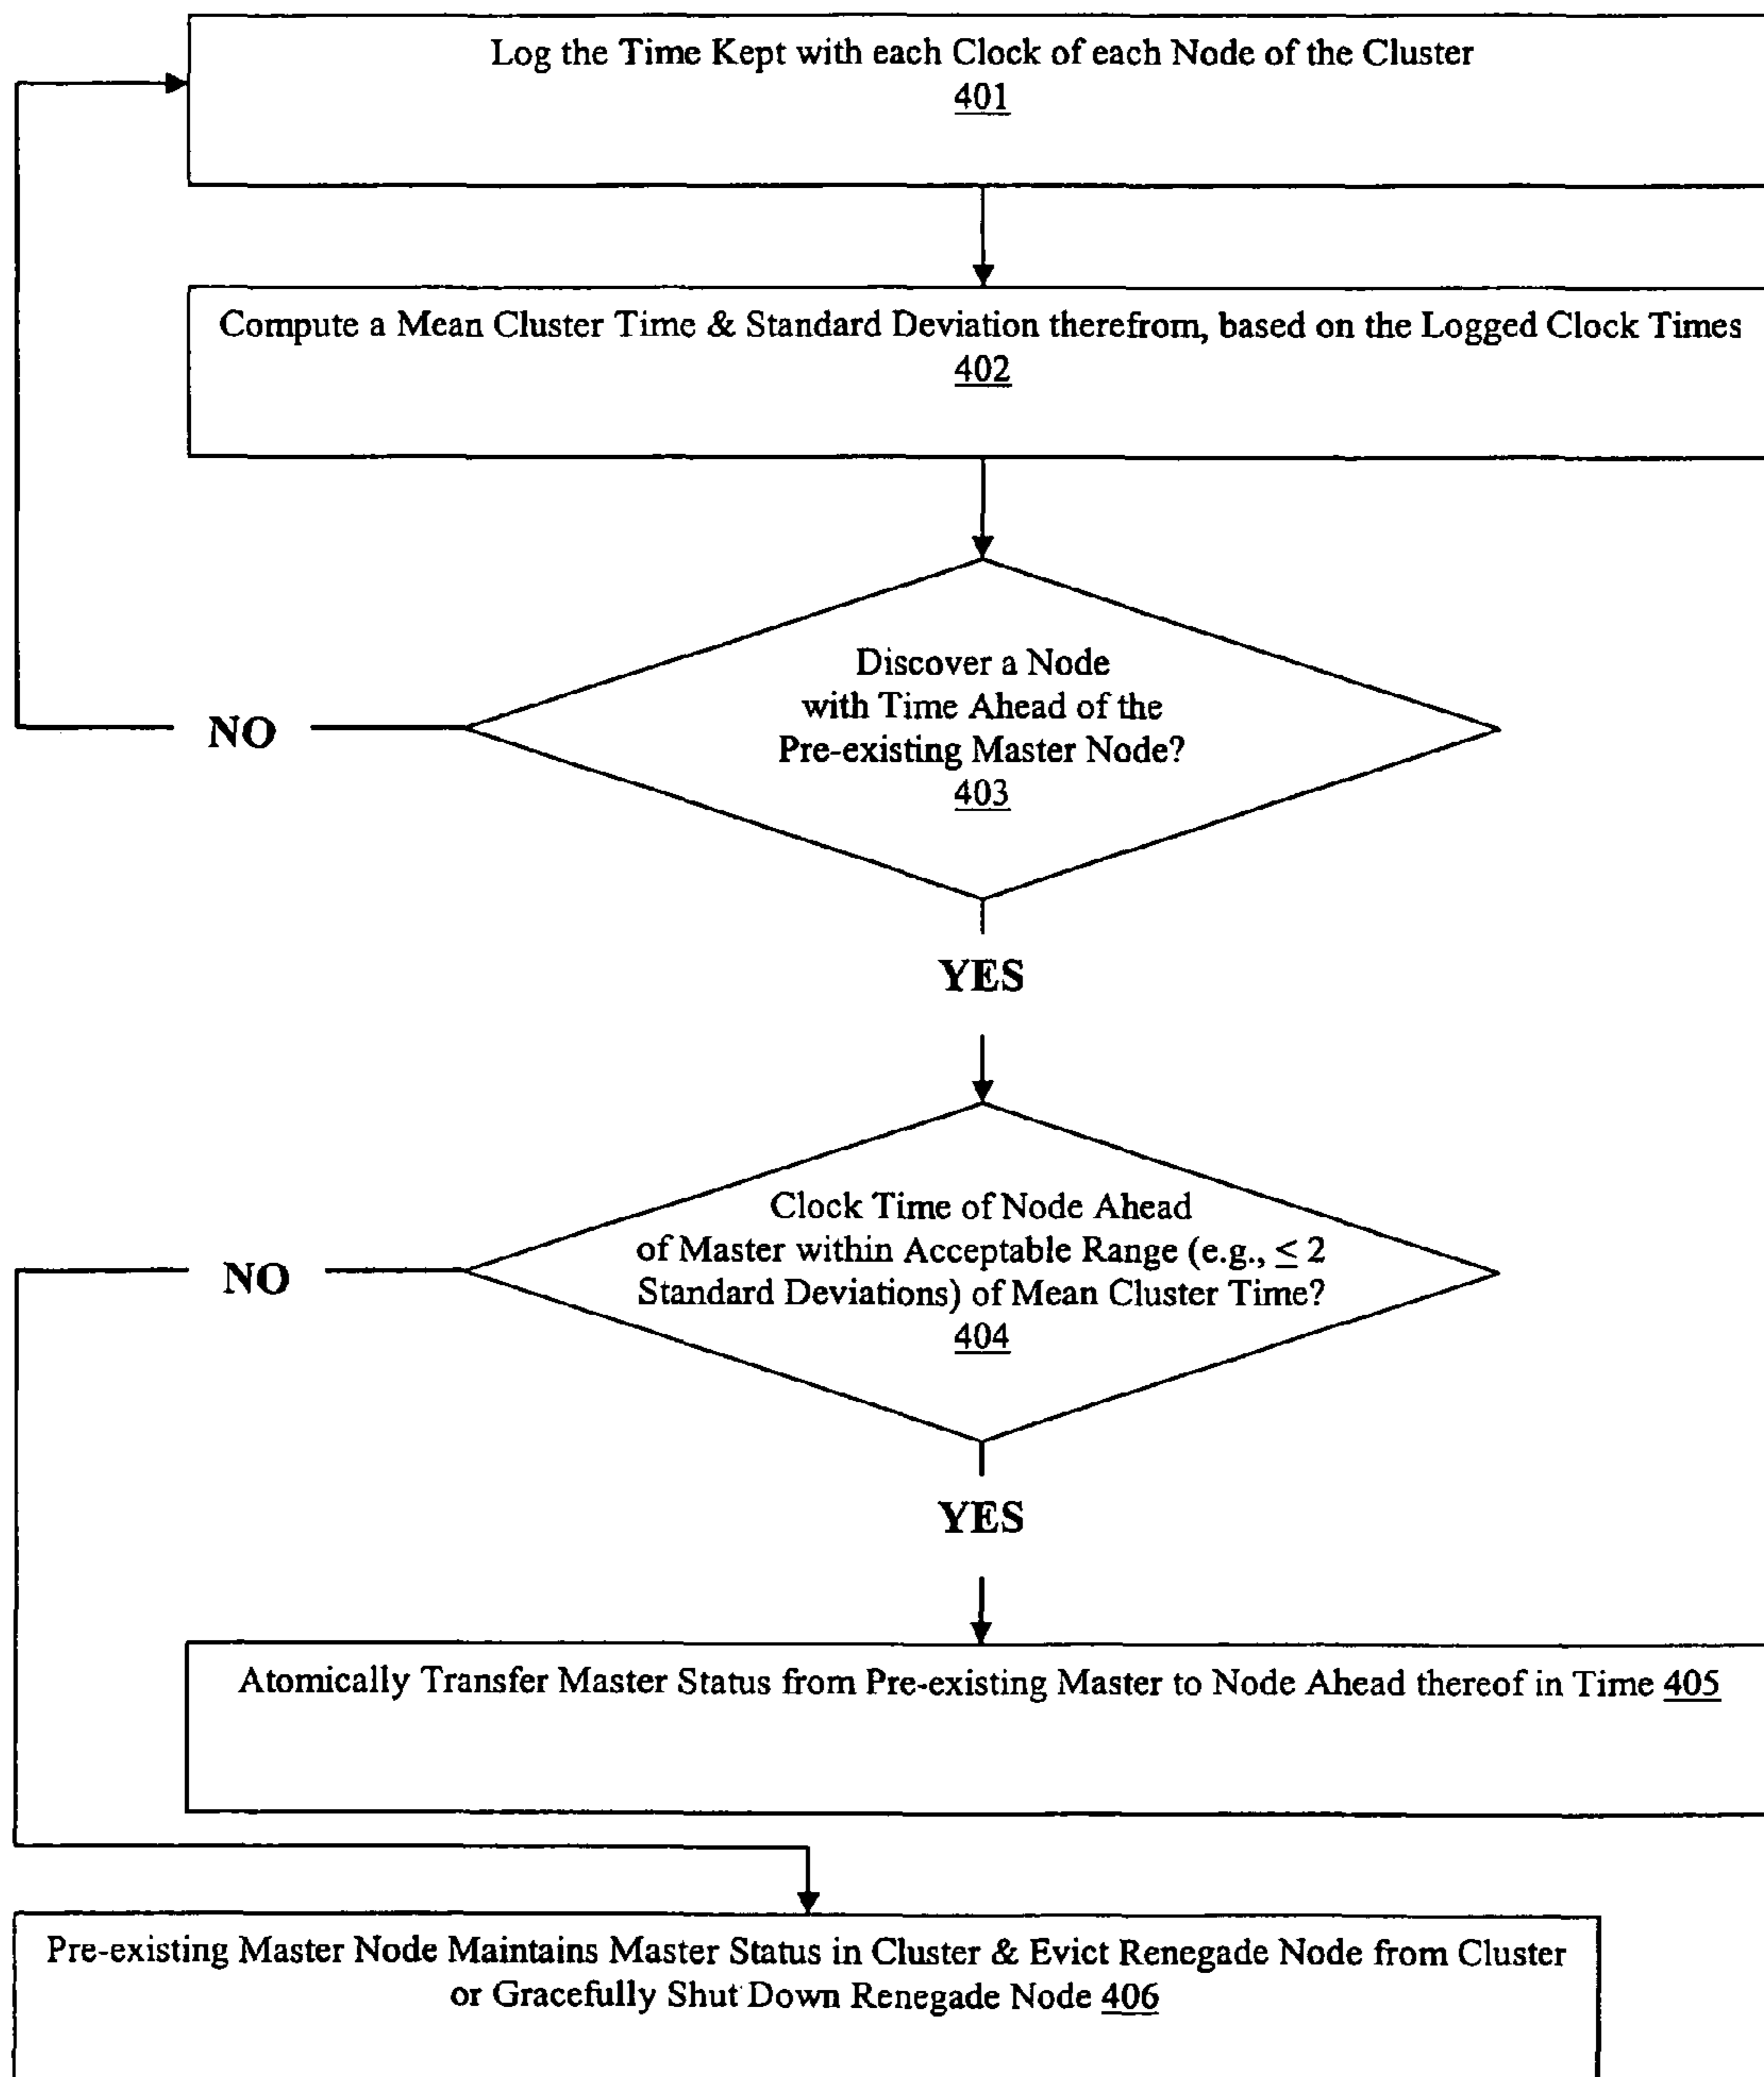 Log the Time Kept with each Clock of each Node of the Cluster
401
Compute a Mean Cluster Time & Standard Deviation therefrom, based on the Logged Clock Times
402
Discover a Node
with Time Ahead of the
Pre-existing Master Node?
403
NO
YES
Clock Time of Node Ahead
of Master within Acceptable Range (e.g., ≤ 2
Standard Deviations) of Mean Cluster Time?
404
NO
YES
Atomically Transfer Master Status from Pre-existing Master to Node Ahead thereof in Time 405
Pre-existing Master Node Maintains Master Status in Cluster & Evict Renegade Node from Cluster
or Gracefully Shut Down Renegade Node 406